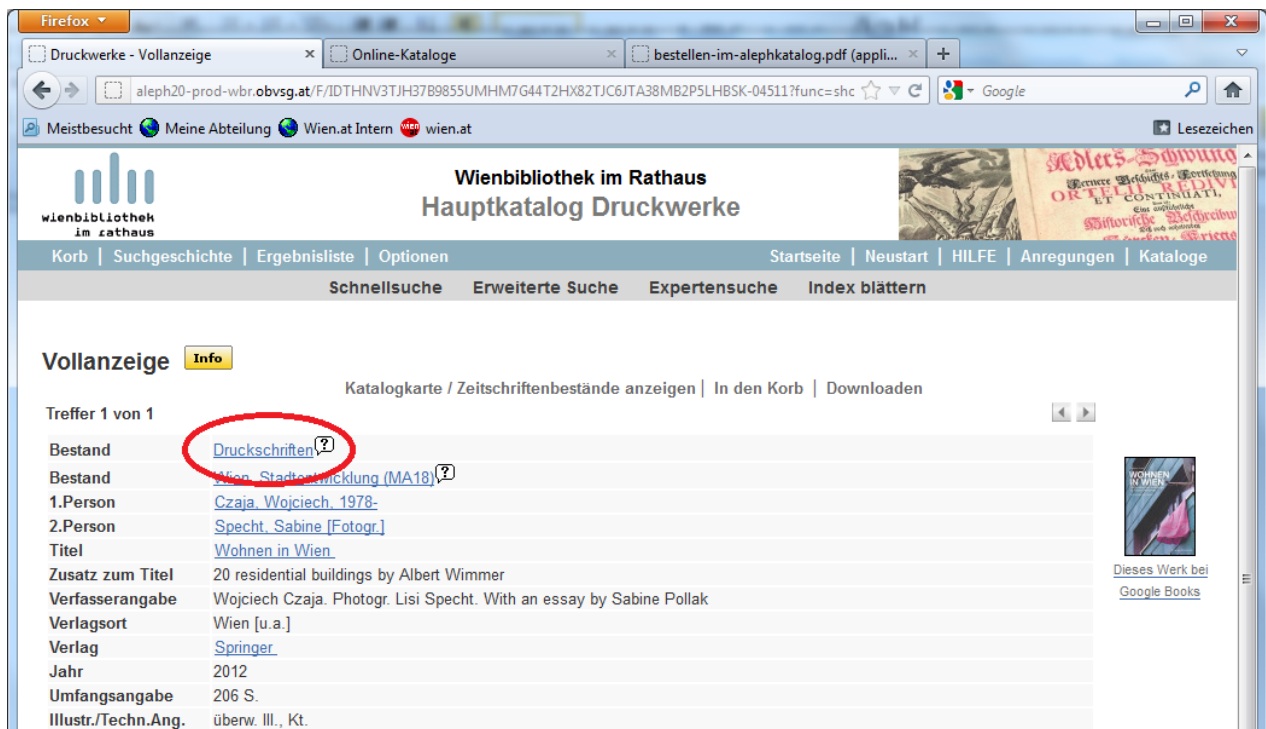 Firefox
Druckwerke - Vollanzeige
Online-Kataloge
bestellen-im-alephkatalog.pdf (appli...
aleph20-prod-wbr.obvsg.at/F/IDTHNV3TJH37B9855UMHM7G44T2HX82TJC6JTA38MB2P5LHBSK-04511?func=shc
Google
Meistbesucht Meine Abteilung Wien.at Intern wien.at Lesezeichen
wienbibliothek
im rathaus
Wienbibliothek im Rathaus
Hauptkatalog Druckwerke
Adlers-Schwung
ORTELII REDIVI
ET CONTINUATI,
Korb | Suchgeschichte | Ergebnisliste | Optionen
Startseite | Neustart | HILFE | Anregungen | Kataloge
Schnellsuche Erweiterte Suche Expertensuche Index blättern
Vollanzeige Info
Katalogkarte / Zeitschriftenbestände anzeigen | In den Korb | Downloaden
Treffer 1 von 1
Bestand Druckschriften ?
Bestand Wien, Stadtentwicklung (MA18) ?
1.Person Czaja, Wojciech, 1978-
2.Person Specht, Sabine [Fotogr.]
Titel Wohnen in Wien
Zusatz zum Titel 20 residential buildings by Albert Wimmer
Verfasserangabe Wojciech Czaja. Photogr. Lisi Specht. With an essay by Sabine Pollak
Verlagsort Wien [u.a.]
Verlag Springer
Jahr 2012
Umfangsangabe 206 S.
Illustr./Techn.Ang. überw. Ill., Kt.
WOHNEN
IN WIEN
Dieses Werk bei
Google Books